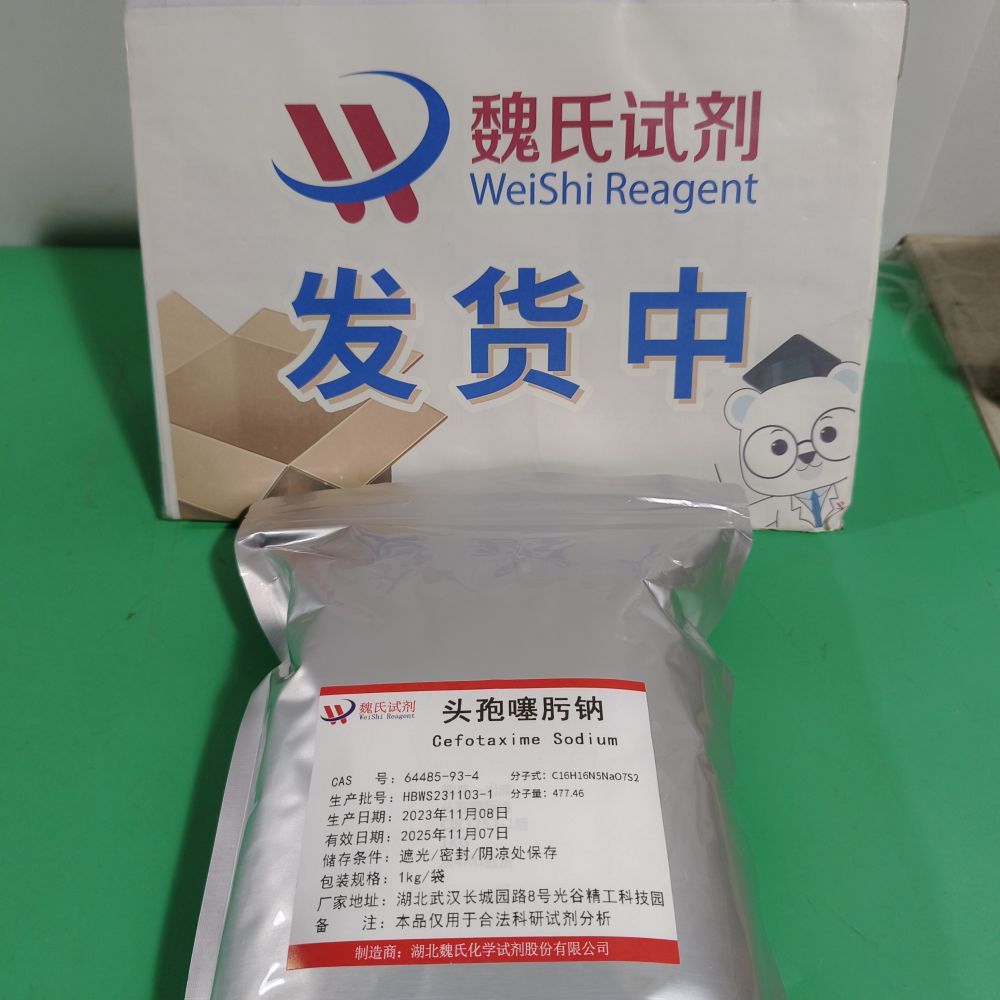 魏氏试剂
WeiShi Reagent
发货中
魏氏试剂
WeiShi Reagent
头孢噻肟钠
Cefotaxime Sodium
CAS 号：64485-93-4 分子式：C16H16N5NaO7S2
生产批号：HBWS231103-1 分子量：477.46
生产日期：2023年11月08日
有效日期：2025年11月07日
储存条件：遮光/密封/阴凉处保存
包装规格：1kg/袋
厂家地址：湖北武汉长城园路8号光谷精工科技园
备 注：本品仅用于合法科研试剂分析
制造商：湖北魏氏化学试剂股份有限公司